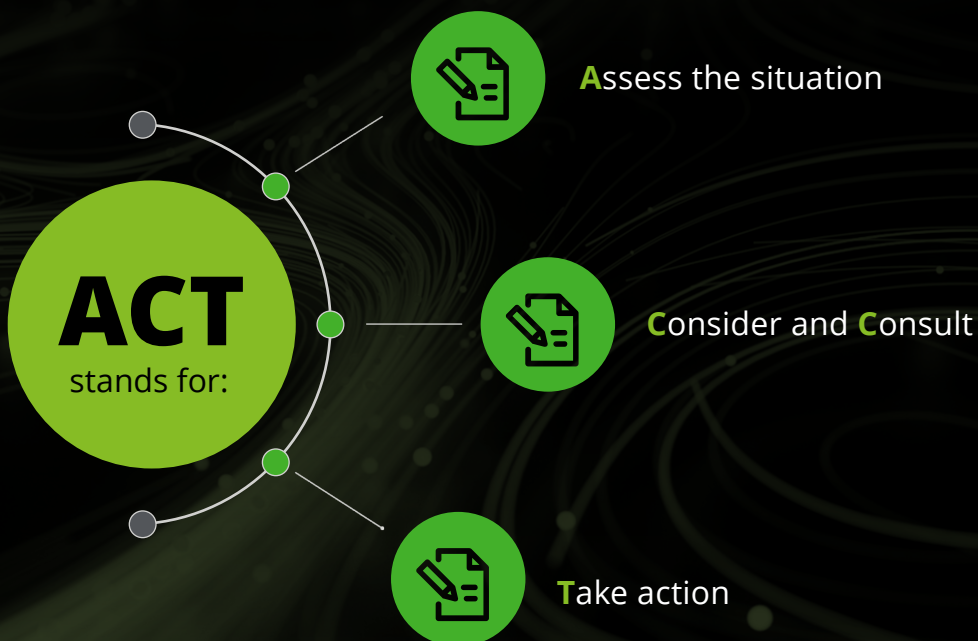 ACT
stands for:
Assess the situation
Consider and Consult
Take action